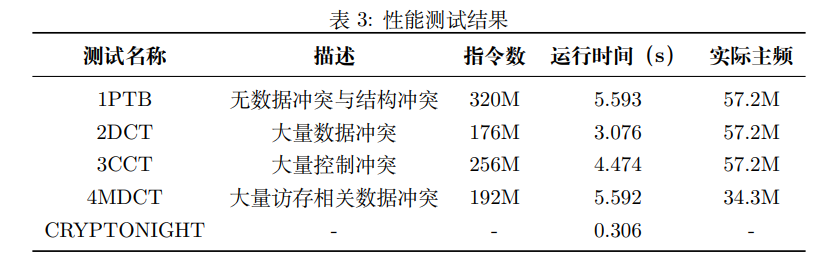 表 3: 性能测试结果
测试名称 描述 指令数 运行时间（s） 实际主频
1PTB 无数据冲突与结构冲突 320M 5.593 57.2M
2DCT 大量数据冲突 176M 3.076 57.2M
3CCT 大量控制冲突 256M 4.474 57.2M
4MDCT 大量访存相关数据冲突 192M 5.592 34.3M
CRYPTONIGHT - - 0.306 -